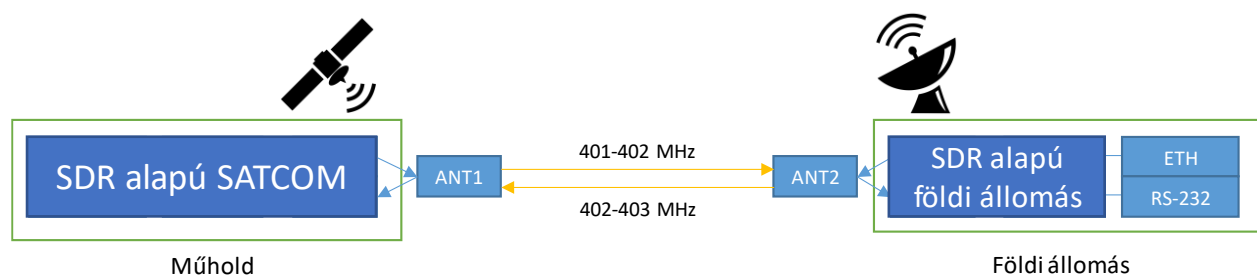 SDR alapú SATCOM
ANT1
401-402 MHz
402-403 MHz
ANT2
SDR alapú
földi állomás
ETH
RS-232
Műhold
Földi állomás